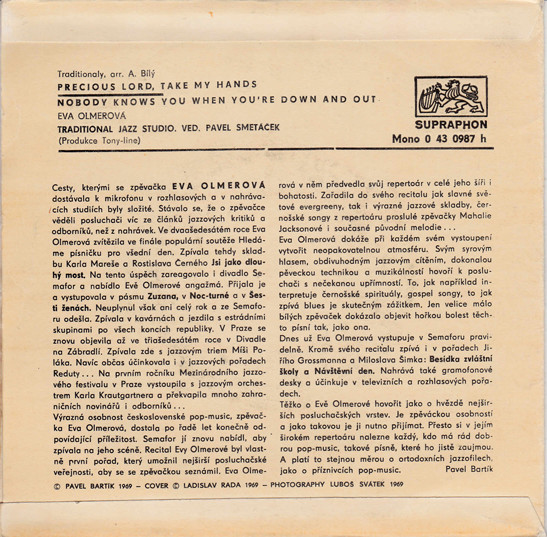 Traditionaly, arr. A. Bílý
PRECIOUS LORD, TAKE MY HANDS
NOBODY KNOWS YOU WHEN YOU'RE DOWN AND OUT
EVA OLMEROVÁ
TRADITIONAL JAZZ STUDIO. VED. PAVEL SMETÁČEK
(Produkce Tony-line)
SUPRAPHON
Mono 0 43 0987 h
Cesty, kterými se zpěvačka EVA OLMEROVÁ
dostávala k mikrofonu v rozhlasových a v nahráva-
cích studiích byly složité. Stávalo se, že o zpěvačce
věděli posluchači víc ze článků jazzových kritiků a
odborníků, než z nahrávek. Ve dvaašedesátém roce Eva
Olmerová zvítězila ve finále populární soutěže Hledá-
me písničku pro všední den. Zpívala tehdy sklad-
bu Karla Mareše a Rostislava Černého Jsi jako dlou-
hý most. Na tento úspěch zareagovalo i divadlo Se-
mafor a nabídlo Evě Olmerové angažmá. Přijala je
a vystupovala v pásmu Zuzana, v Noc-turné a v Šes-
ti ženách. Neuplynul však ani celý rok a ze Semafo-
ru odešla. Zpívala v kavárnách a jezdila s estrádními
skupinami po všech koncích republiky. V Praze se
znovu objevila až ve třiašedesátém roce v Divadle
na Zábradlí. Zpívala zde s jazzovým triem Míši Po-
láka. Navíc občas účinkovala i v jazzových pořadech
Reduty... Na prvním ročníku Mezinárodního jazzo-
vého festivalu v Praze vystoupila s jazzovým orches-
trem Karla Krautgartnera a překvapila mnoho zahra-
ničních novinářů i odborníků...
Výrazná osobnost československé pop-music, zpěvač-
ka Eva Olmerová, dostala po řadě let konečně od-
povídající příležitost. Semafor jí znovu nabídl, aby
zpívala na jeho scéně. Recitál Evy Olmerové byl vlast-
ně první pořad, který umožnil nejširší posluchačské
veřejnosti, aby se se zpěvačkou seznámil. Eva Olme-
rová v něm předvedla svůj repertoár v celé jeho šíři i
bohatosti. Zařadila do svého recitálu jak slavné svě-
tové evergreeny, tak i výrazné jazzové skladby, čer-
nošské songy z repertoáru proslulé zpěvačky Mahalie
Jacksonové i současné původní melodie...
Eva Olmerová dokáže při každém svém vystoupení
vytvořit neopakovatelnou atmosféru. Svým syrovým
hlasem, obdivuhodným jazzovým cítěním, dokonalou
pěveckou technikou a muzikálností hovoří k poslu-
chači s nečekanou upřímností. To, jak například in-
terpretuje černošské spirituály, gospel songy, to jak
zpívá blues je skutečným zážitkem. Jen velice málo
bílých zpěvaček dokázalo objevit hořkou bolest těch-
to písní tak, jako ona.
Dnes už Eva Olmerová vystupuje v Semaforu pravi-
delně. Kromě svého recitálu zpívá i v pořadech Ji-
řího Grossmanna a Miloslava Šimka: Besídka zvláštní
školy a Návštěvní den. Nahrává také gramofonové
desky a účinkuje v televizních a rozhlasových pořa-
dech.
Těžko o Evě Olmerové hovořit jako o hvězdě nejšir-
ších posluchačských vrstev. Je zpěváckou osobností
a jako takovou je ji nutno přijímat. Přesto si v jejím
širokém repertoáru nalezne každý, kdo má rád dob-
rou pop-music, takové písně, které ho jistě zaujmou.
A platí to stejnou měrou o ortodoxních jazzofilech,
jako o příznivcích pop-music. Pavel Bartík
© PAVEL BARTÍK 1969 – COVER © LADISLAV RADA 1969 – PHOTOGRAPHY LUBOŠ SVÁTEK 1969